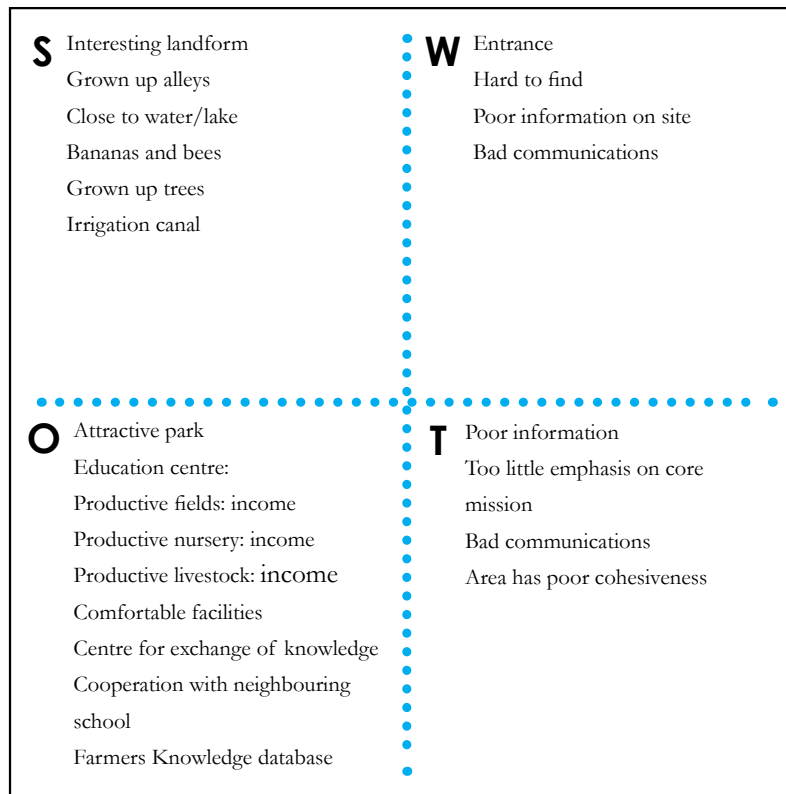 S
Interesting landform
Grown up alleys
Close to water/lake
Bananas and bees
Grown up trees
Irrigation canal
W
Entrance
Hard to find
Poor information on site
Bad communications
O
Attractive park
Education centre:
Productive fields: income
Productive nursery: income
Productive livestock: income
Comfortable facilities
Centre for exchange of knowledge
Cooperation with neighbouring
school
Farmers Knowledge database
T
Poor information
Too little emphasis on core
mission
Bad communications
Area has poor cohesiveness